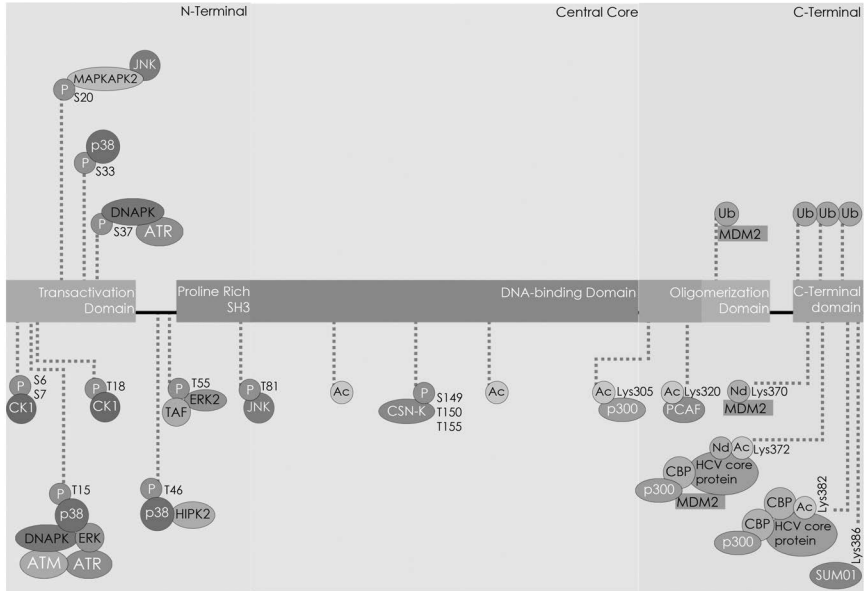 N-Terminal
Central Core
C-Terminal
JNK
MAPKAPK2
P
S20
p38
P
S33
DNAPK
P
S37
ATR
Ub
MDM2
Ub
Ub
Ub
Transactivation
Domain
Proline Rich
SH3
DNA-binding Domain
Oligomerization
Domain
C-Terminal
domain
P
S6
S7
CK1
P
T18
CK1
P
T55
ERK2
TAF
P
T81
JNK
Ac
P
S149
CSN-K
T150
T155
Ac
Ac
Lys305
p300
Ac
Lys320
PCAF
Nd
Lys370
MDM2
Nd
Ac
Lys372
CBP
HCV core
protein
p300
MDM2
Lys382
CBP
Ac
CBP
HCV core
protein
p300
Lys386
SUM01
P
T15
p38
DNAPK
ERK
ATM
ATR
P
T46
p38
HIPK2